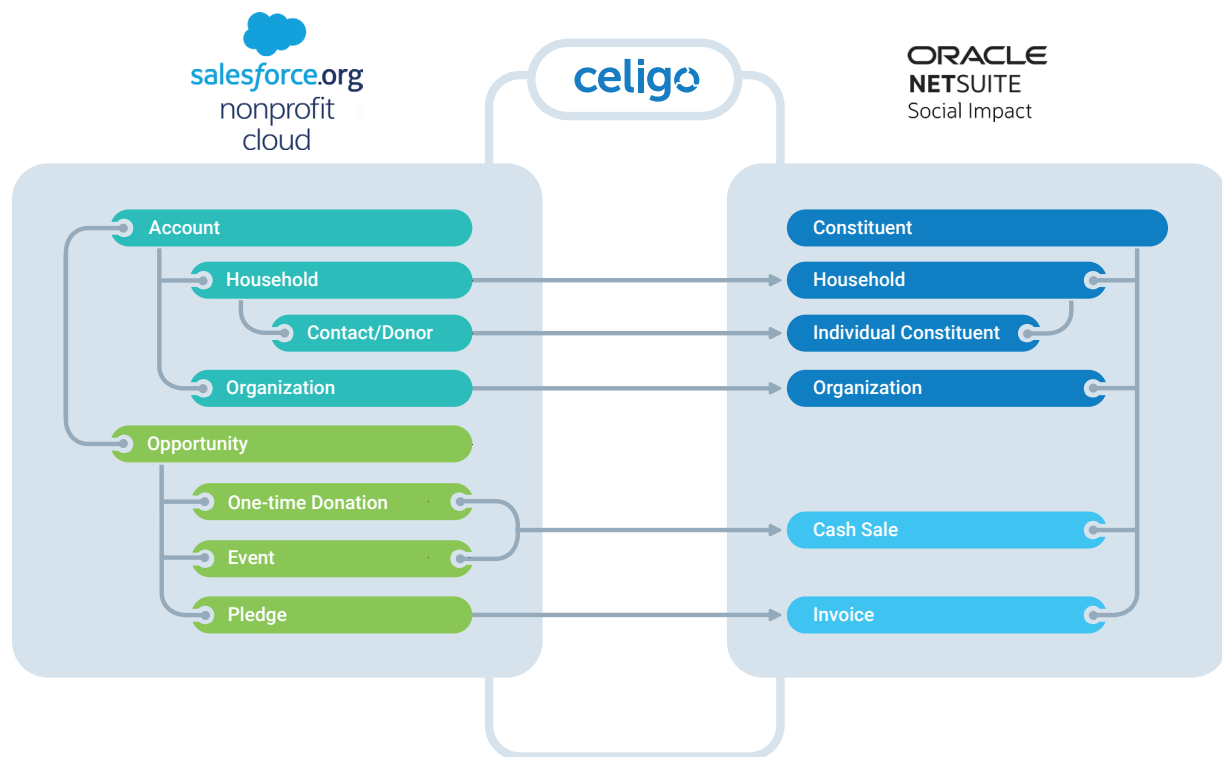 salesforce.org
nonprofit
cloud
celigo
ORACLE
NETSUITE
Social Impact
Account
Household
Contact/Donor
Organization
Opportunity
One-time Donation
Event
Pledge
Constituent
Household
Individual Constituent
Organization
Cash Sale
Invoice